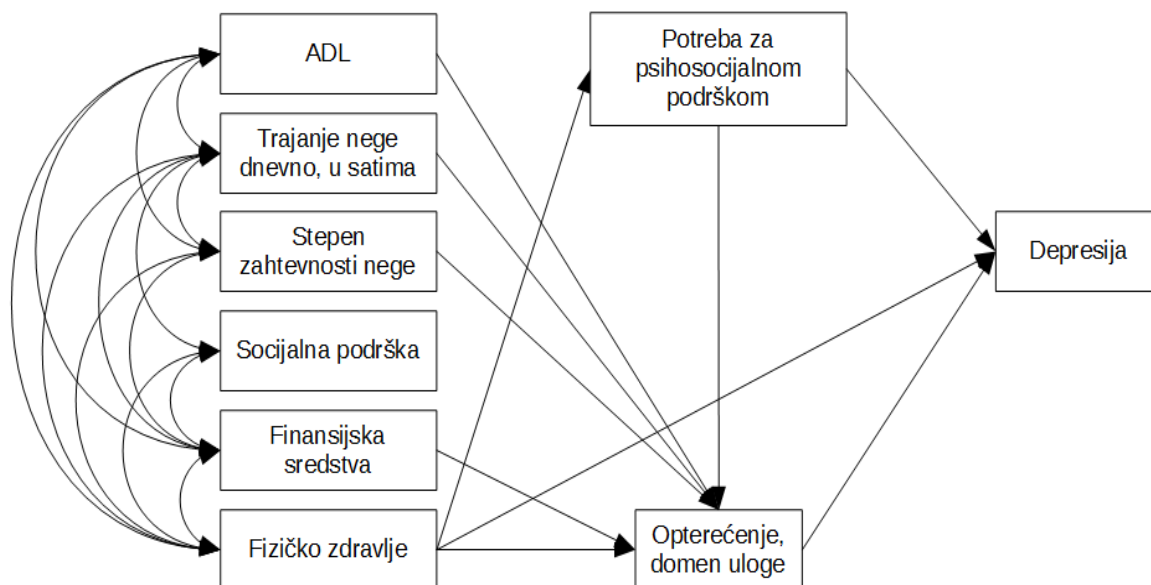 ADL
Trajanje nege
dnevno, u satima
Stepen
zahtevnosti nege
Socijalna podrška
Finansijska
sredstva
Fizičko zdravlje
Potreba za
psihosocijalnom
podrškom
Opterećenje,
domen uloge
Depresija